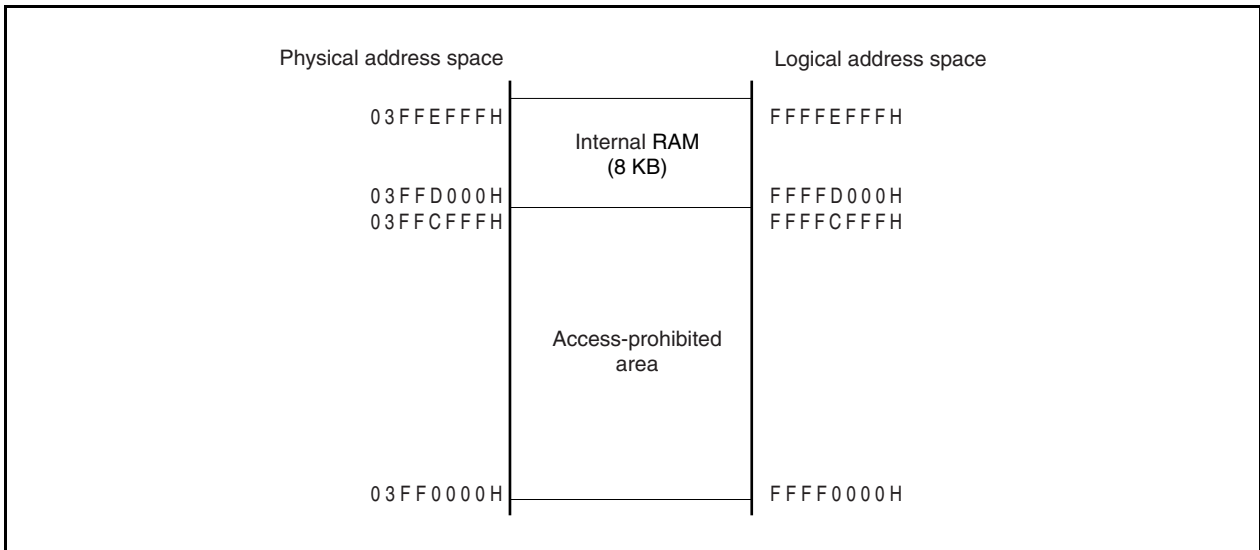 Physical address space
Logical address space
03FFEFFFH
FFFFEFFFH
Internal RAM
(8 KB)
03FFD000H
FFFFD000H
03FFCFFFH
FFFFCFFFH
Access-prohibited
area
03FF0000H
FFFF0000H